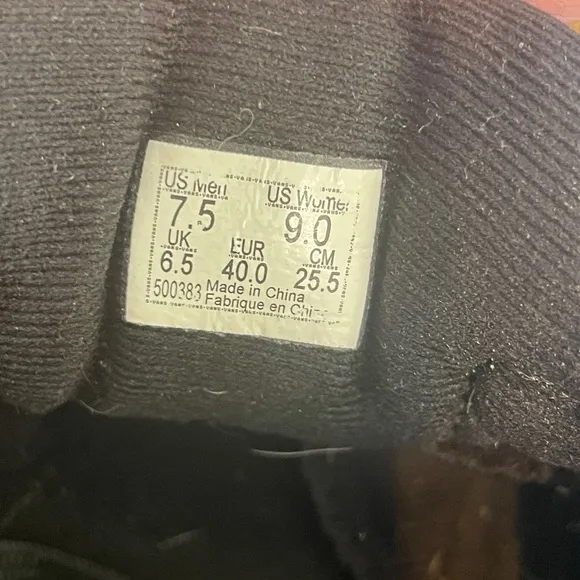 US Men US Women
7.5 9.0
UK EUR CM
6.5 40.0 25.5
500383 Made in China
Fabrique en Chine